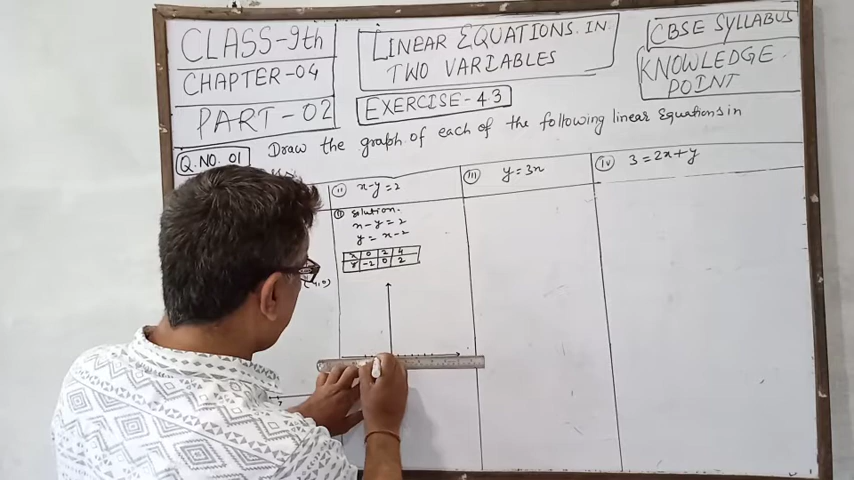 CLASS-9th
CHAPTER-04
PART-02
LINEAR EQUATIONS IN
TWO VARIABLES
EXERCISE-4.3
CBSE SYLLABUS
KNOWLEDGE
POINT
Q.NO. 01
Draw the graph of each of the following linear Equations in
(ii) x-y=2
(iii) y=3x
(iv) 3=2x+y
(ii) Solution.
x-y=2
y=x-2
x 0 2 4
y -2 0 2